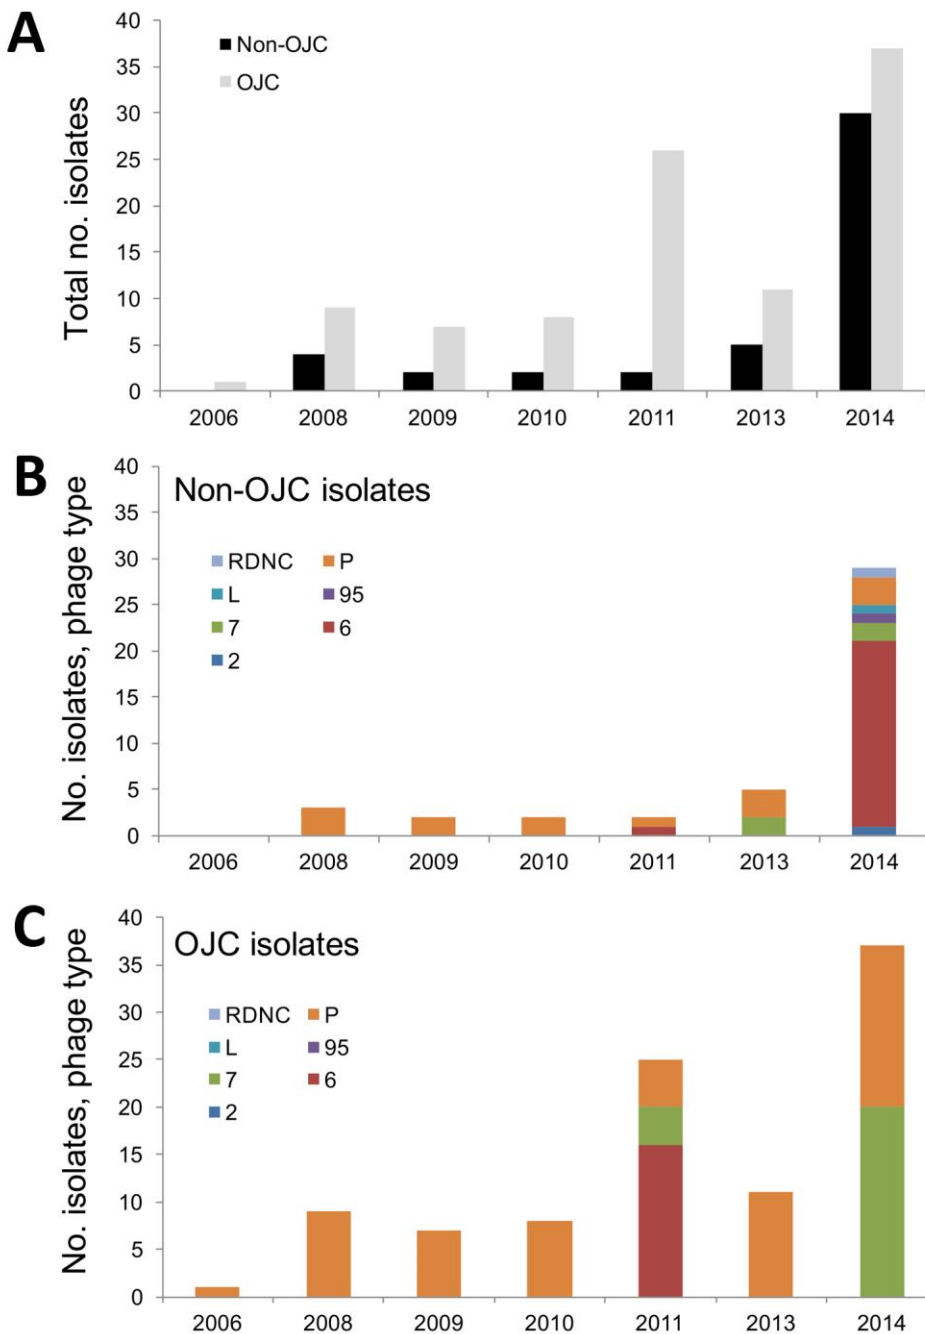 A
Total no. isolates
40
35
30
25
20
15
10
5
0
Non-OJC
OJC
2006 2008 2009 2010 2011 2013 2014
B
No. isolates, phage type
40
35
30
25
20
15
10
5
0
Non-OJC isolates
RDNC P
L 95
7 6
2
2006 2008 2009 2010 2011 2013 2014
C
No. isolates, phage type
40
35
30
25
20
15
10
5
0
OJC isolates
RDNC P
L 95
7 6
2
2006 2008 2009 2010 2011 2013 2014